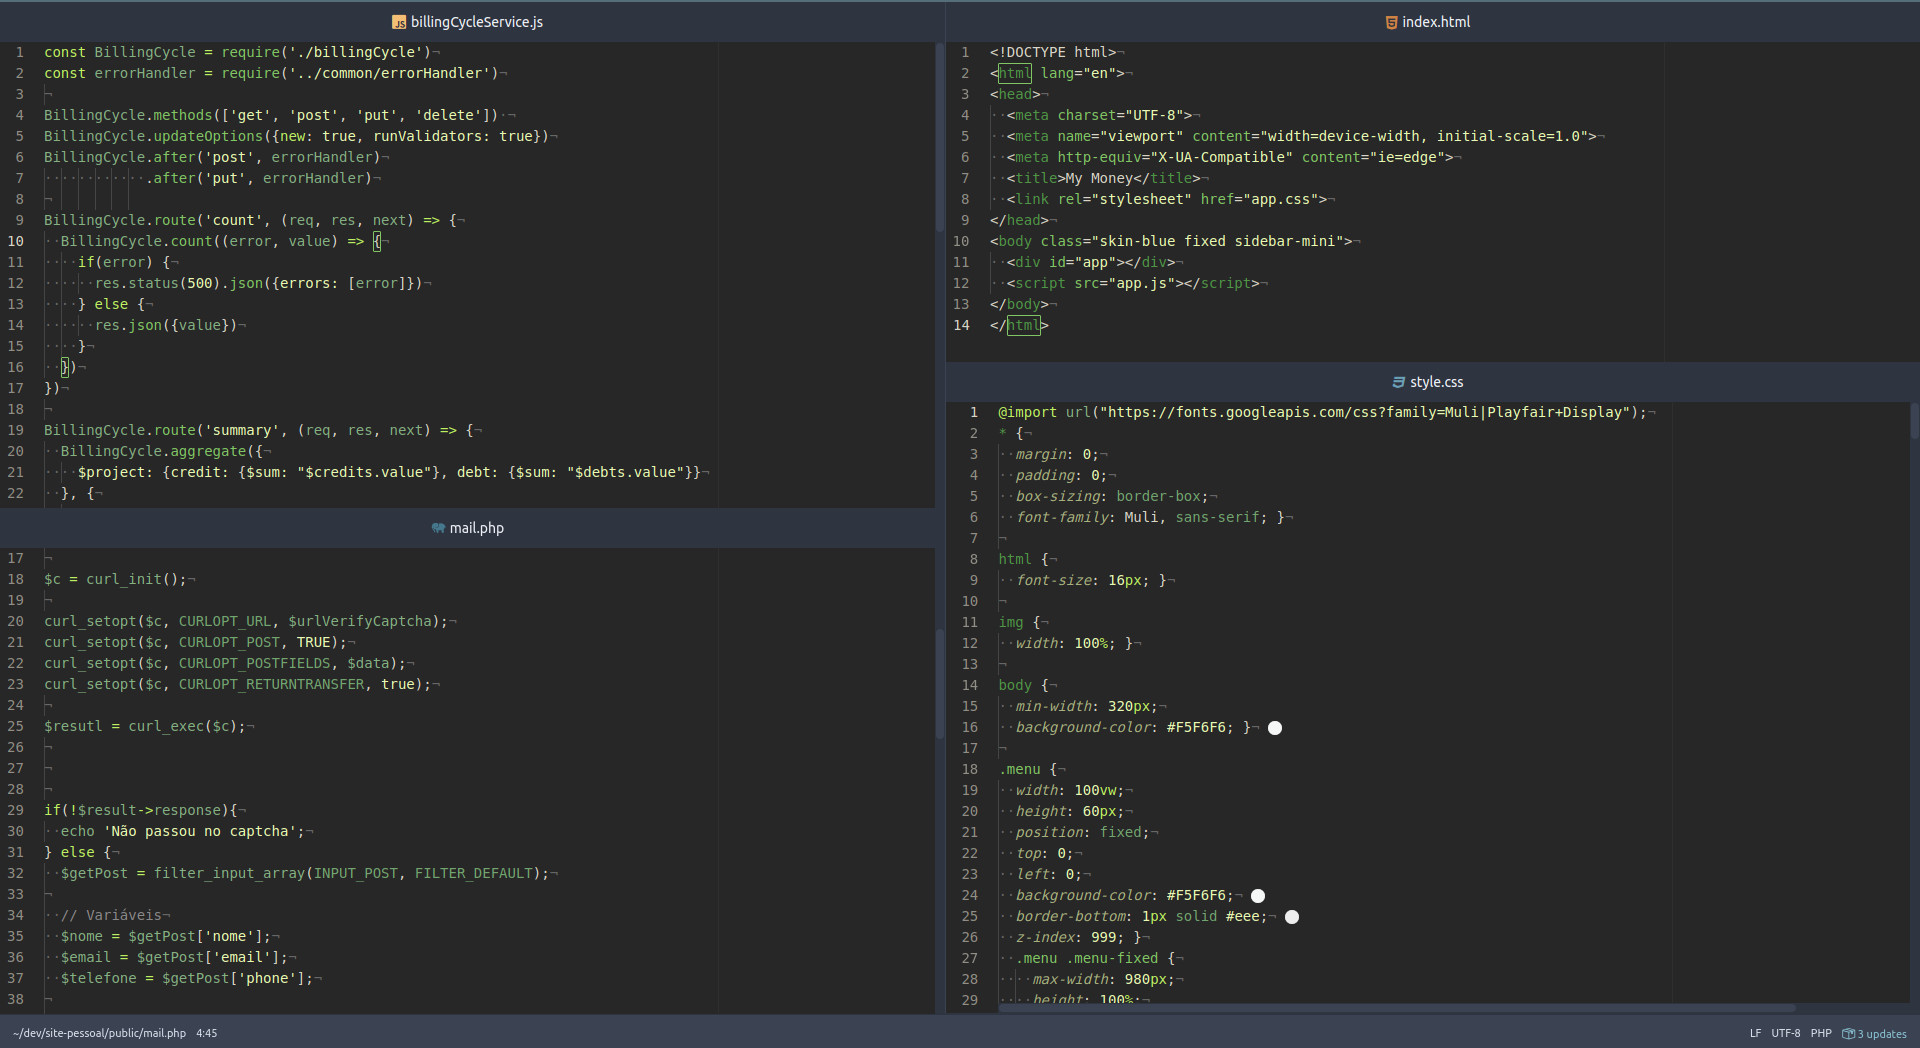 billingCycleService.js
1 const BillingCycle = require('./billingCycle')¬
2 const errorHandler = require('../common/errorHandler')¬
3 ¬
4 BillingCycle.methods(['get', 'post', 'put', 'delete'])·¬
5 BillingCycle.updateOptions({new: true, runValidators: true})¬
6 BillingCycle.after('post', errorHandler)¬
7 ············.after('put', errorHandler)¬
8 ¬
9 BillingCycle.route('count', (req, res, next) => {¬
10 ··BillingCycle.count((error, value) => {¬
11 ····if(error) {¬
12 ······res.status(500).json({errors: [error]})¬
13 ····} else {¬
14 ······res.json({value})¬
15 ····}¬
16 ··})¬
17 })¬
18 ¬
19 BillingCycle.route('summary', (req, res, next) => {¬
20 ··BillingCycle.aggregate({¬
21 ····$project: {credit: {$sum: "$credits.value"}, debt: {$sum: "$debts.value"}}¬
22 ··}, {¬
mail.php
17 ¬
18 $c = curl_init();¬
19 ¬
20 curl_setopt($c, CURLOPT_URL, $urlVerifyCaptcha);¬
21 curl_setopt($c, CURLOPT_POST, TRUE);¬
22 curl_setopt($c, CURLOPT_POSTFIELDS, $data);¬
23 curl_setopt($c, CURLOPT_RETURNTRANSFER, true);¬
24 ¬
25 $resutl = curl_exec($c);¬
26 ¬
27 ¬
28 ¬
29 if(!$result->response){¬
30 ··echo 'Não passou no captcha';¬
31 } else {¬
32 ··$getPost = filter_input_array(INPUT_POST, FILTER_DEFAULT);¬
33 ¬
34 ··// Variáveis¬
35 ··$nome = $getPost['nome'];¬
36 ··$email = $getPost['email'];¬
37 ··$telefone = $getPost['phone'];¬
38 ¬
index.html
1 <!DOCTYPE html>¬
2 <html lang="en">¬
3 <head>¬
4 ··<meta charset="UTF-8">¬
5 ··<meta name="viewport" content="width=device-width, initial-scale=1.0">¬
6 ··<meta http-equiv="X-UA-Compatible" content="ie=edge">¬
7 ··<title>My Money</title>¬
8 ··<link rel="stylesheet" href="app.css">¬
9 </head>¬
10 <body class="skin-blue fixed sidebar-mini">¬
11 ··<div id="app"></div>¬
12 ··<script src="app.js"></script>¬
13 </body>¬
14 </html>
style.css
1 @import url("https://fonts.googleapis.com/css?family=Muli|Playfair+Display");¬
2 * {¬
3 ··margin: 0;¬
4 ··padding: 0;¬
5 ··box-sizing: border-box;¬
6 ··font-family: Muli, sans-serif; }¬
7 ¬
8 html {¬
9 ··font-size: 16px; }¬
10 ¬
11 img {¬
12 ··width: 100%; }¬
13 ¬
14 body {¬
15 ··min-width: 320px;¬
16 ··background-color: #F5F6F6; }¬
17 ¬
18 .menu {¬
19 ··width: 100vw;¬
20 ··height: 60px;¬
21 ··position: fixed;¬
22 ··top: 0;¬
23 ··left: 0;¬
24 ··background-color: #F5F6F6;¬
25 ··border-bottom: 1px solid #eee;¬
26 ··z-index: 999; }¬
27 ··.menu .menu-fixed {¬
28 ····max-width: 980px;¬
29 ····height: 100%;¬
~/dev/site-pessoal/public/mail.php 4:45
LF UTF-8 PHP 3 updates